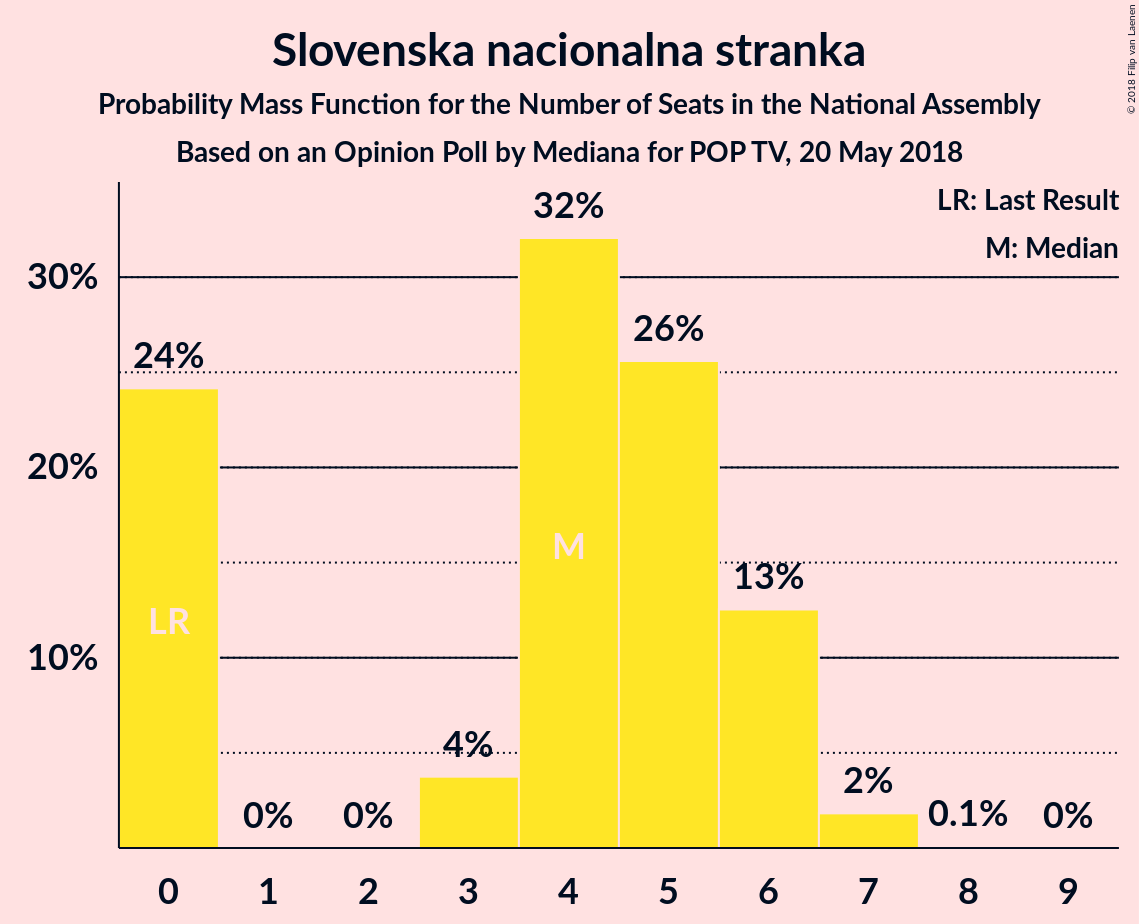 Slovenska nacionalna stranka
Probability Mass Function for the Number of Seats in the National Assembly
Based on an Opinion Poll by Mediana for POP TV, 20 May 2018
© 2018 Filip van Laenen
LR: Last Result
M: Median
30%
20%
10%
24%
0%
0%
4%
32%
26%
13%
2%
0.1%
0%
LR
M
0 1 2 3 4 5 6 7 8 9